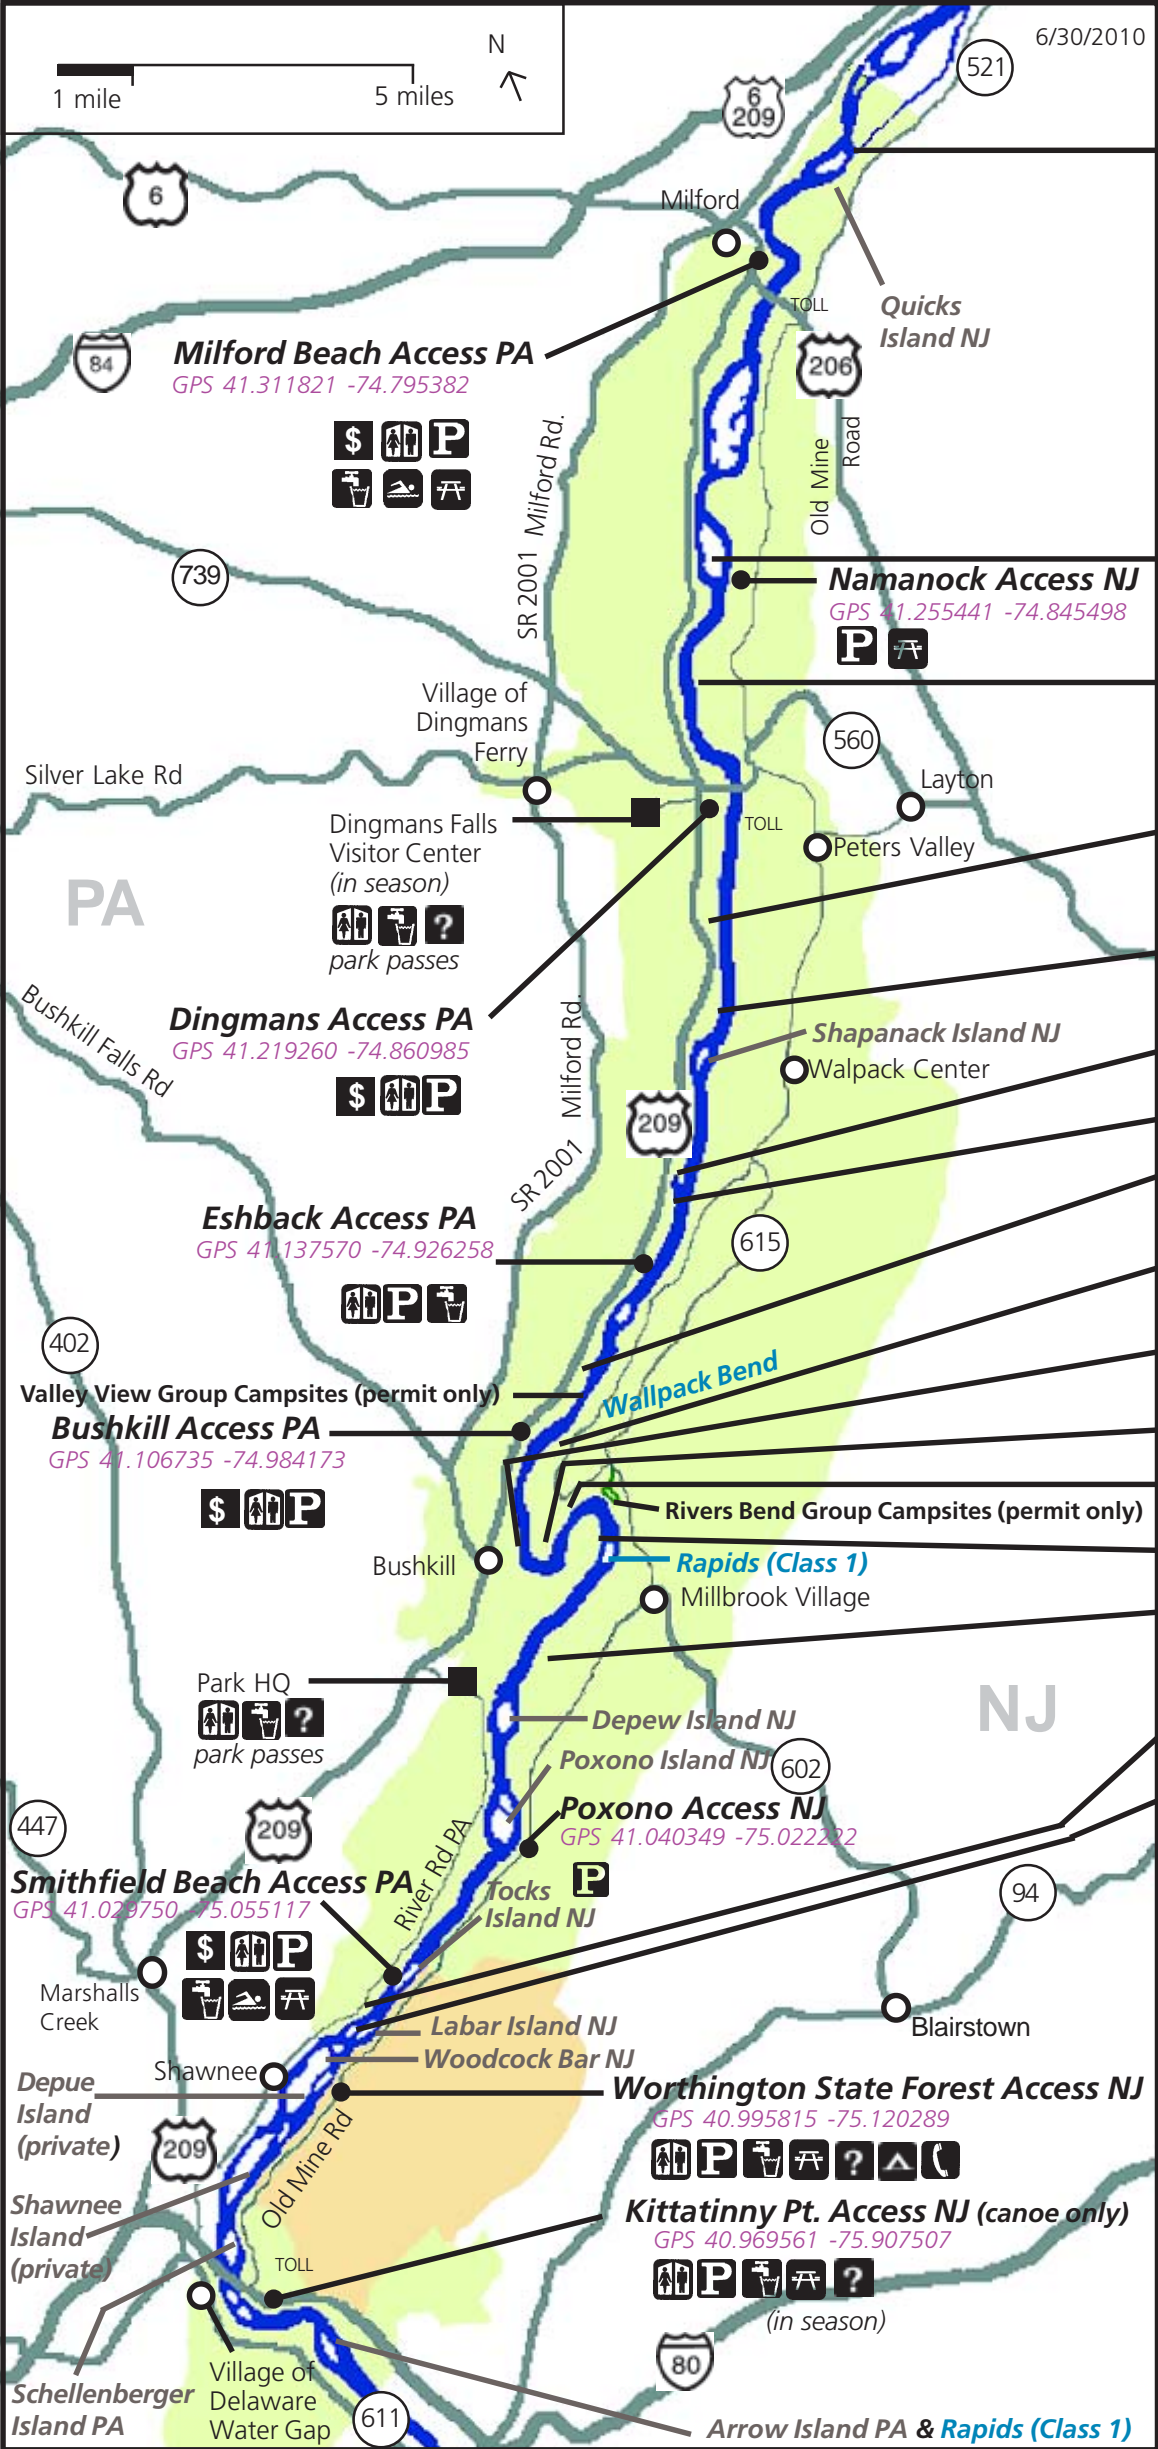 N
6/30/2010
1 mile
5 miles
521
6
209
6
Milford
TOLL
Quicks
Island NJ
84
Milford Beach Access PA
GPS 41.311821 -74.795382
206
$
P
SR 2001 Milford Rd.
Old Mine
Road
739
Namanock Access NJ
GPS 41.255441 -74.845498
P
Village of
Dingmans
Ferry
560
Silver Lake Rd
Layton
Dingmans Falls
Visitor Center
(in season)
TOLL
Peters Valley
PA
?
park passes
Bushkill Falls Rd
Dingmans Access PA
GPS 41.219260 -74.860985
$
P
SR 2001 Milford Rd.
Shapanack Island NJ
Walpack Center
209
Eshback Access PA
GPS 41.137570 -74.926258
P
615
402
Wallpack Bend
Valley View Group Campsites (permit only)
Bushkill Access PA
GPS 41.106735 -74.984173
$
P
Rivers Bend Group Campsites (permit only)
Bushkill
Rapids (Class 1)
Millbrook Village
Park HQ
?
park passes
NJ
Depew Island NJ
Poxono Island NJ
602
447
209
Poxono Access NJ
GPS 41.040349 -75.022222
P
River Rd PA
Smithfield Beach Access PA
GPS 41.029750 -75.055117
$
P
Tocks
Island NJ
94
Marshalls
Creek
Labar Island NJ
Blairstown
Woodcock Bar NJ
Shawnee
Depue
Island
(private)
Worthington State Forest Access NJ
GPS 40.995815 -75.120289
P
?
209
Old Mine Rd
Shawnee
Island
(private)
Kittatinny Pt. Access NJ (canoe only)
GPS 40.969561 -75.907507
P
?
(in season)
TOLL
80
Village of
Delaware
Water Gap
Schellenberger
Island PA
611
Arrow Island PA & Rapids (Class 1)